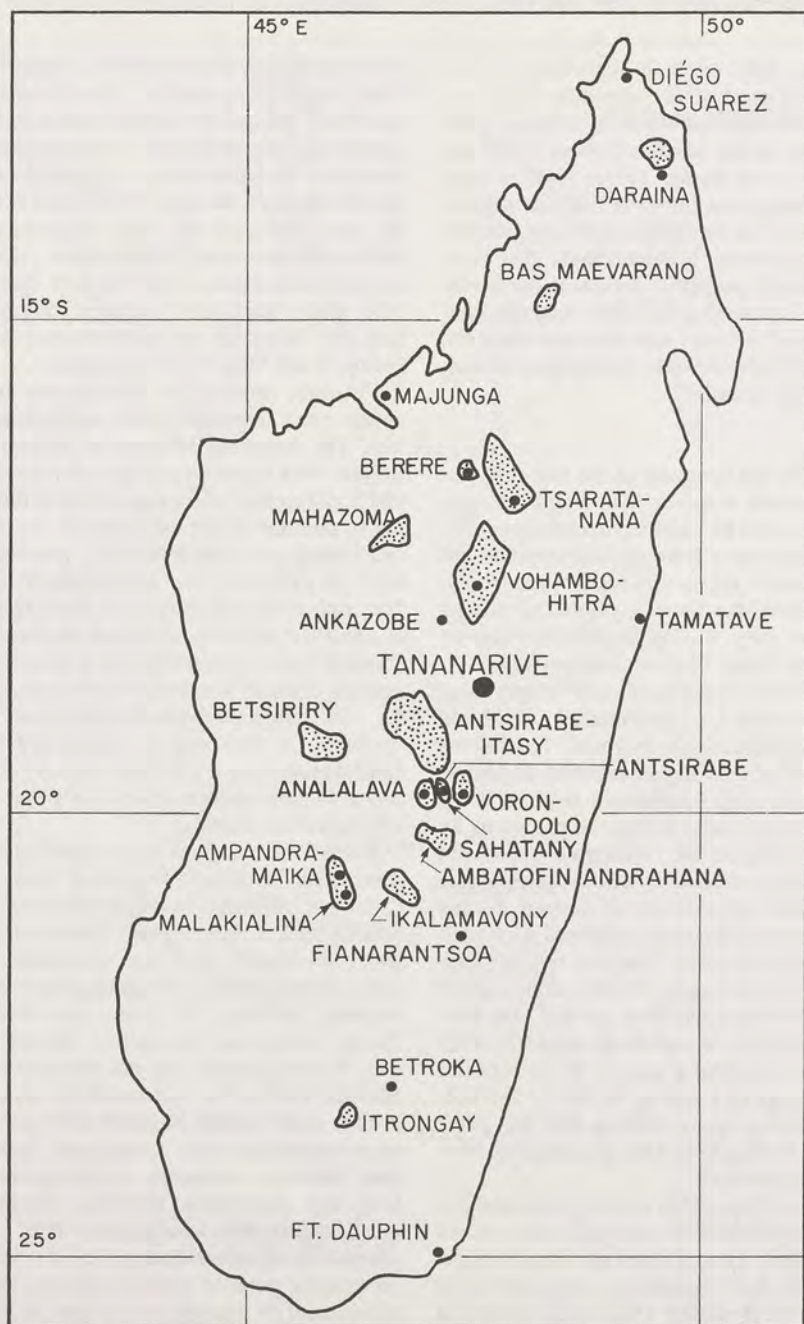 45° E
50°
DIÉGO
SUAREZ
DARAINA
BAS MAEVARANO
15° S
MAJUNGA
BERERE
TSARATA-
NANA
MAHAZOMA
VOHAMBO-
HITRA
ANKAZOBE
TAMATAVE
TANANARIVE
BETSIRIRY
ANTSIRABE-
ITASY
ANTSIRABE
ANALALAVA
VORON-
DOLO
20°
SAHATANY
AMPANDRA-
MAIKA
AMBATOFIN ANDRAHANA
MALAKIALINA
IKALAMAVONY
FIANARANTSOA
BETROKA
ITRONGAY
FT. DAUPHIN
25°